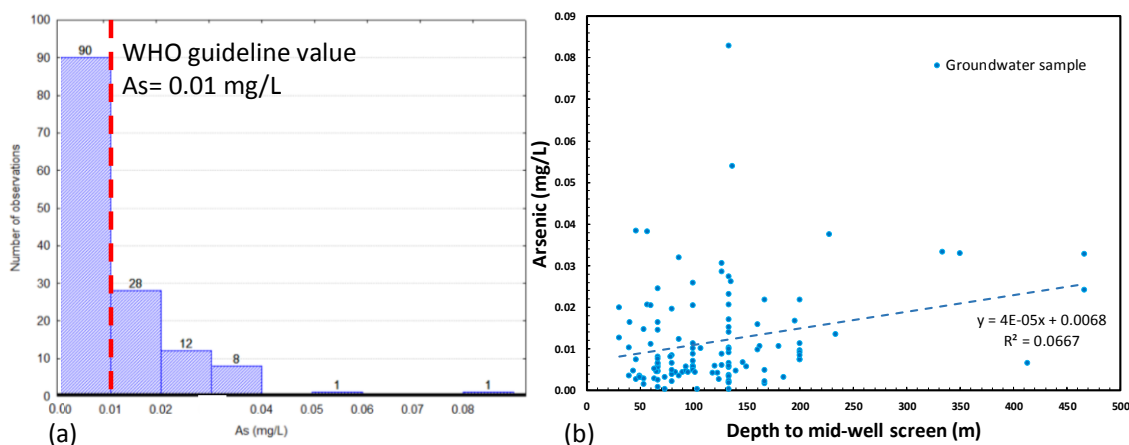 100
90
80
70
60
50
40
30
20
10
0
Number of observations
90
28
12
8
1
1
WHO guideline value
As= 0.01 mg/L
0.00 0.01 0.02 0.04 0.05 0.06 0.08
As (mg/L)
(a)
0.09
0.08
0.07
0.06
0.05
0.04
0.03
0.02
0.01
0.00
Arsenic (mg/L)
Groundwater sample
y = 4E-05x + 0.0068
R² = 0.0667
0 50 100 150 200 250 300 350 400 450 500
Depth to mid-well screen (m)
(b)